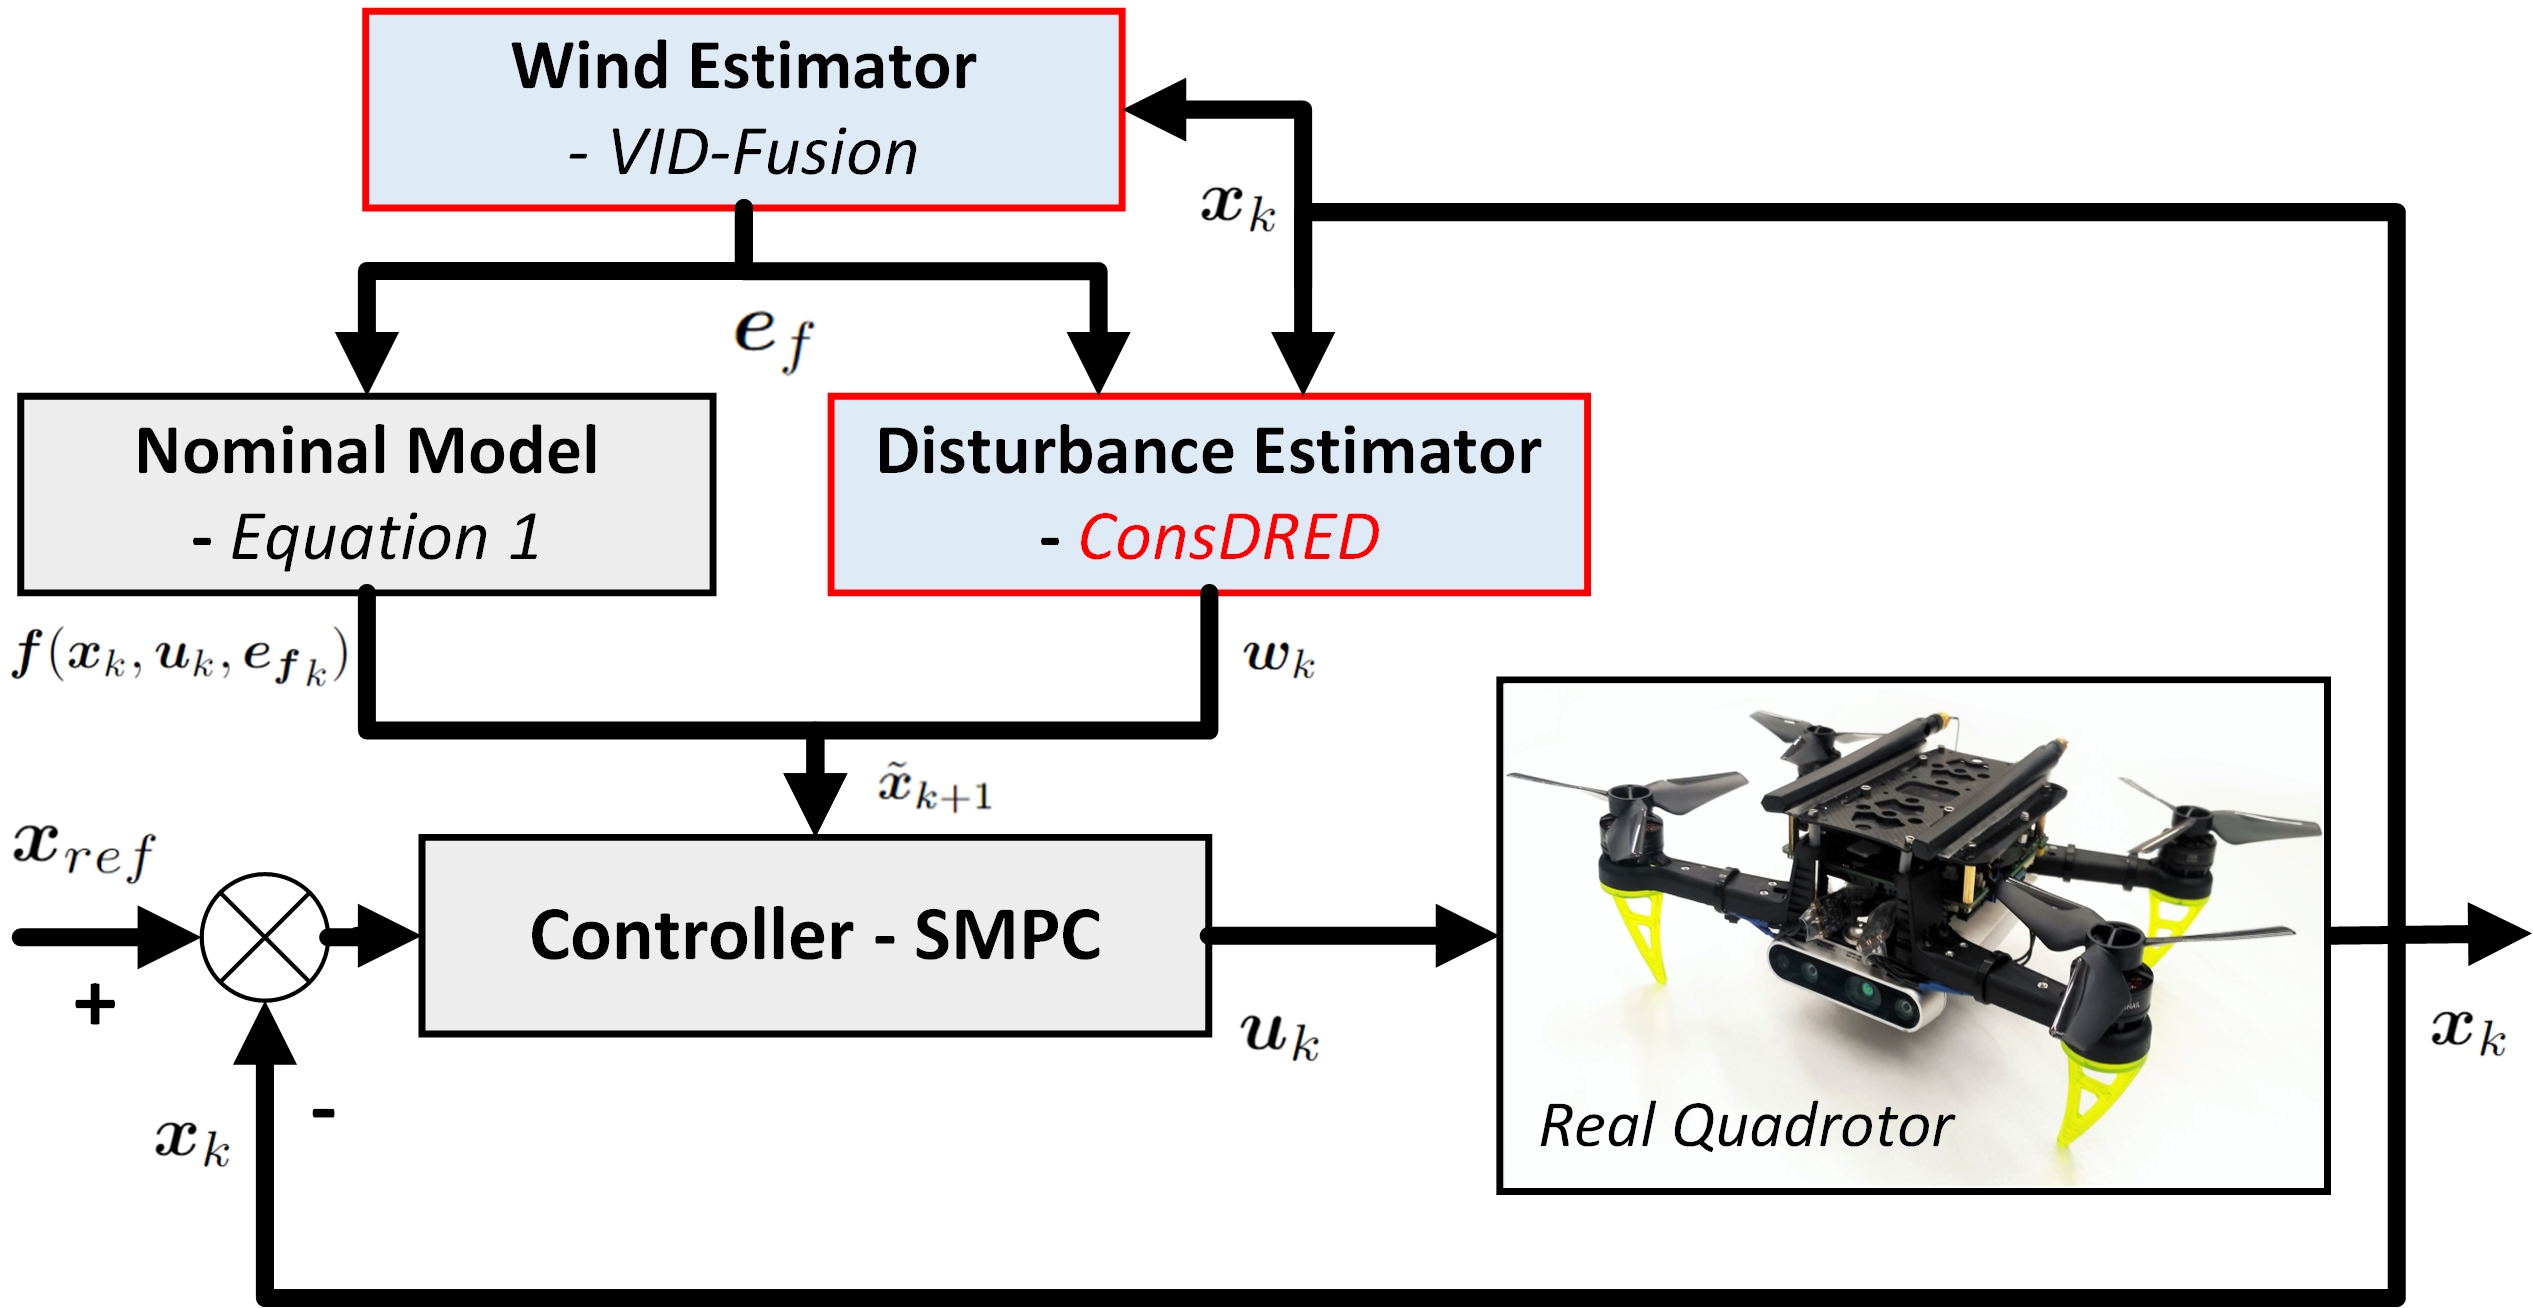 Wind Estimator
- VID-Fusion
x_k
e_f
Nominal Model
- Equation 1
Disturbance Estimator
- ConsDRED
f(x_k, u_k, e_{f_k})
w_k
x̃_{k+1}
x_{ref}
+
Controller - SMPC
u_k
x_k
-
Real Quadrotor
x_k